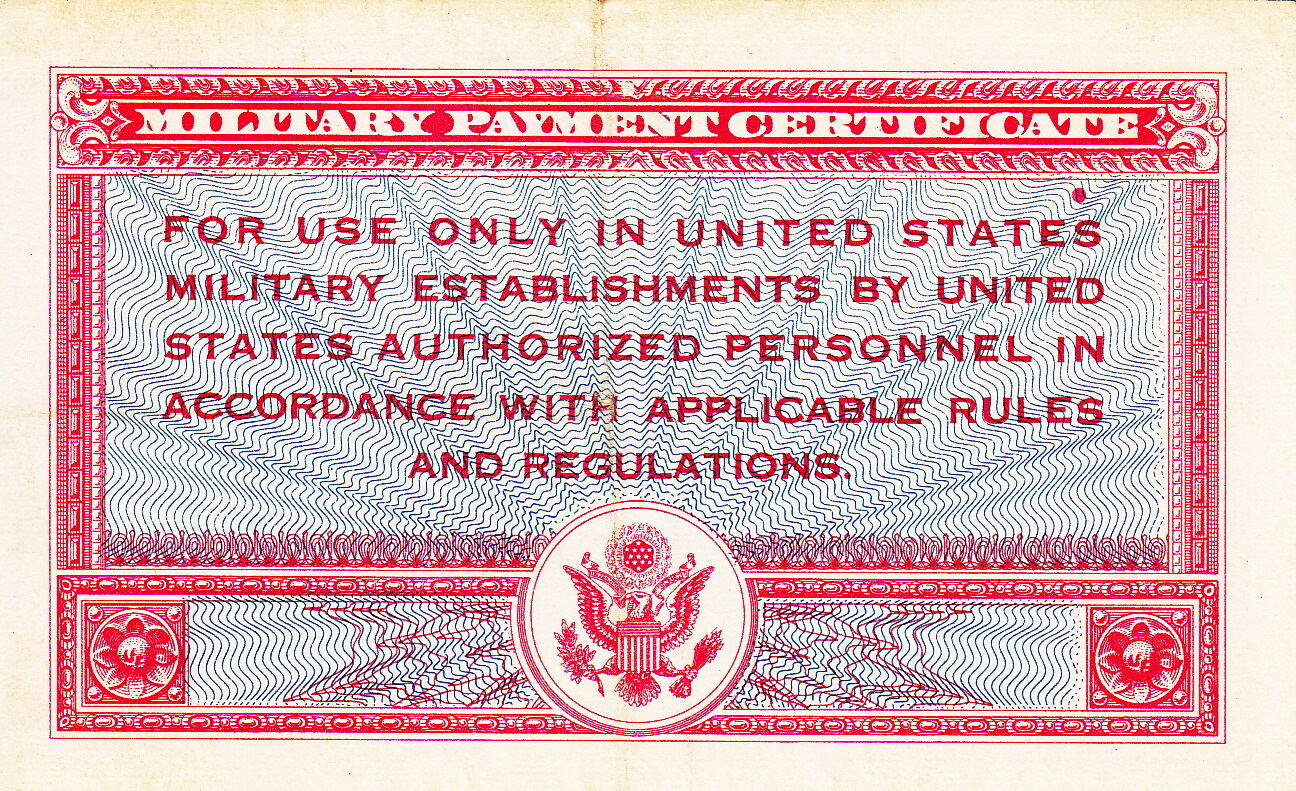 MILITARY PAYMENT CERTIFICATE
FOR USE ONLY IN UNITED STATES
MILITARY ESTABLISHMENTS BY UNITED
STATES AUTHORIZED PERSONNEL IN
ACCORDANCE WITH APPLICABLE RULES
AND REGULATIONS.